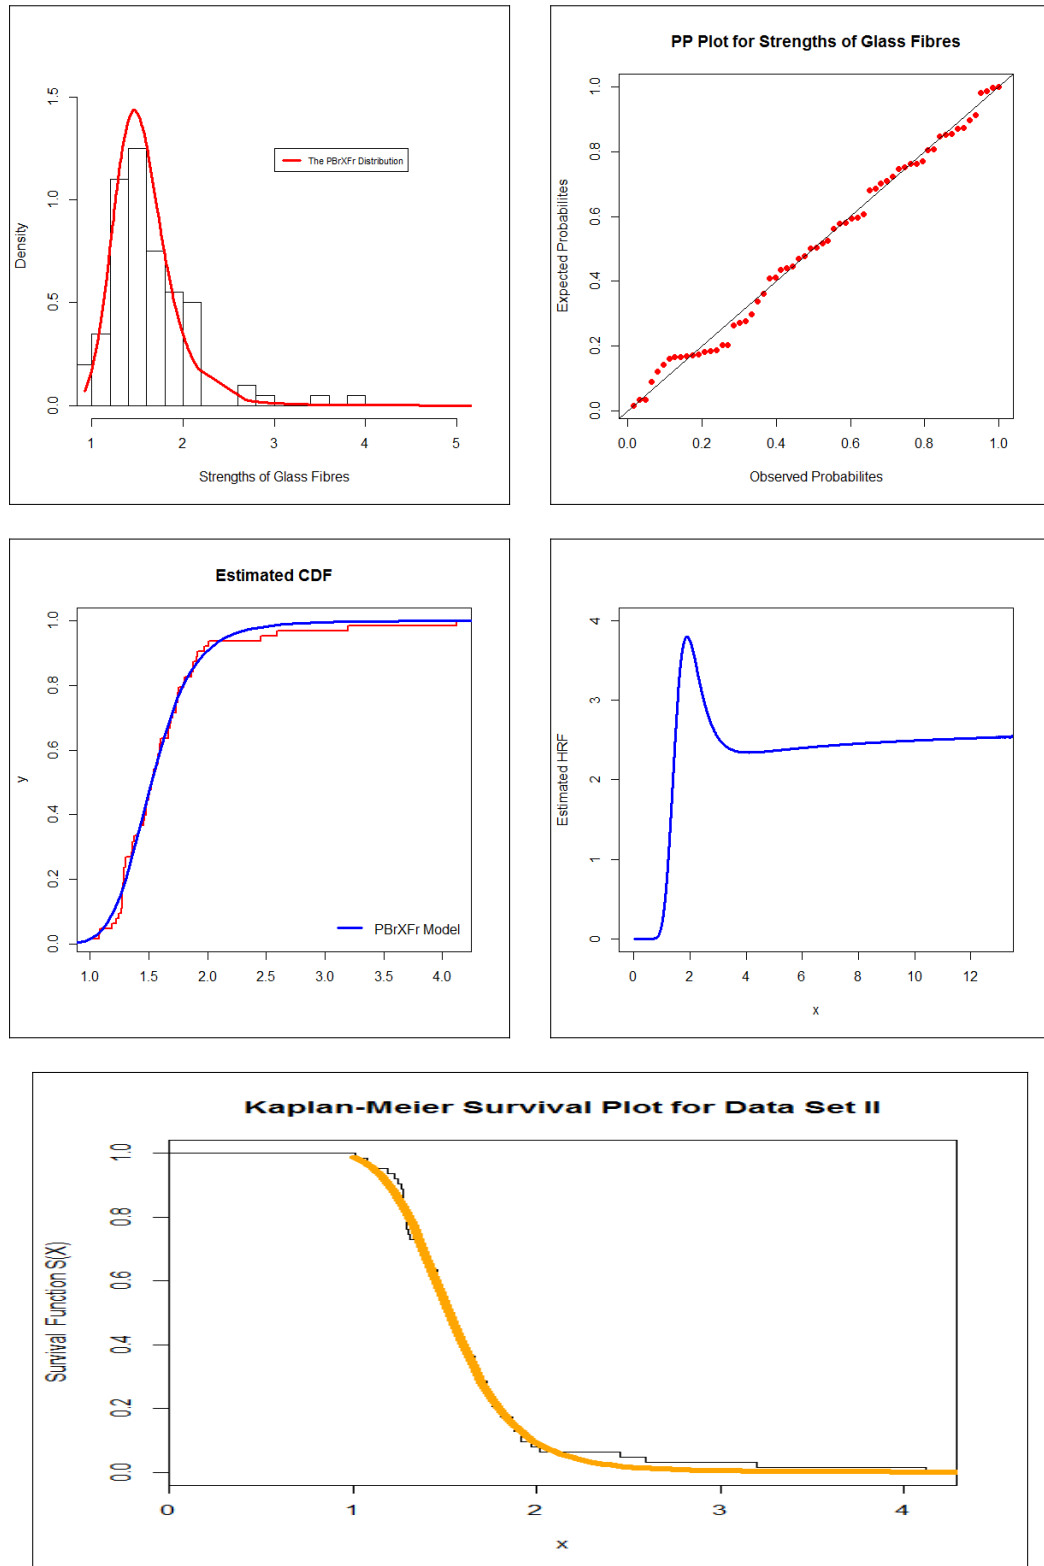 1.5
1.0
0.5
0.0
Density
The PBrXFr Distribution
1 2 3 4 5
Strengths of Glass Fibres
PP Plot for Strengths of Glass Fibres
1.0
0.8
0.6
0.4
0.2
0.0
Expected Probabilities
0.0 0.2 0.4 0.6 0.8 1.0
Observed Probabilites
Estimated CDF
1.0
0.8
0.6
0.4
0.2
0.0
y
PBrXFr Model
1.0 1.5 2.0 2.5 3.0 3.5 4.0
4
3
2
1
0
Estimated HRF
0 2 4 6 8 10 12
x
Kaplan-Meier Survival Plot for Data Set II
1.0
0.8
0.6
0.4
0.2
0.0
Survival Function S(X)
0 1 2 3 4
x